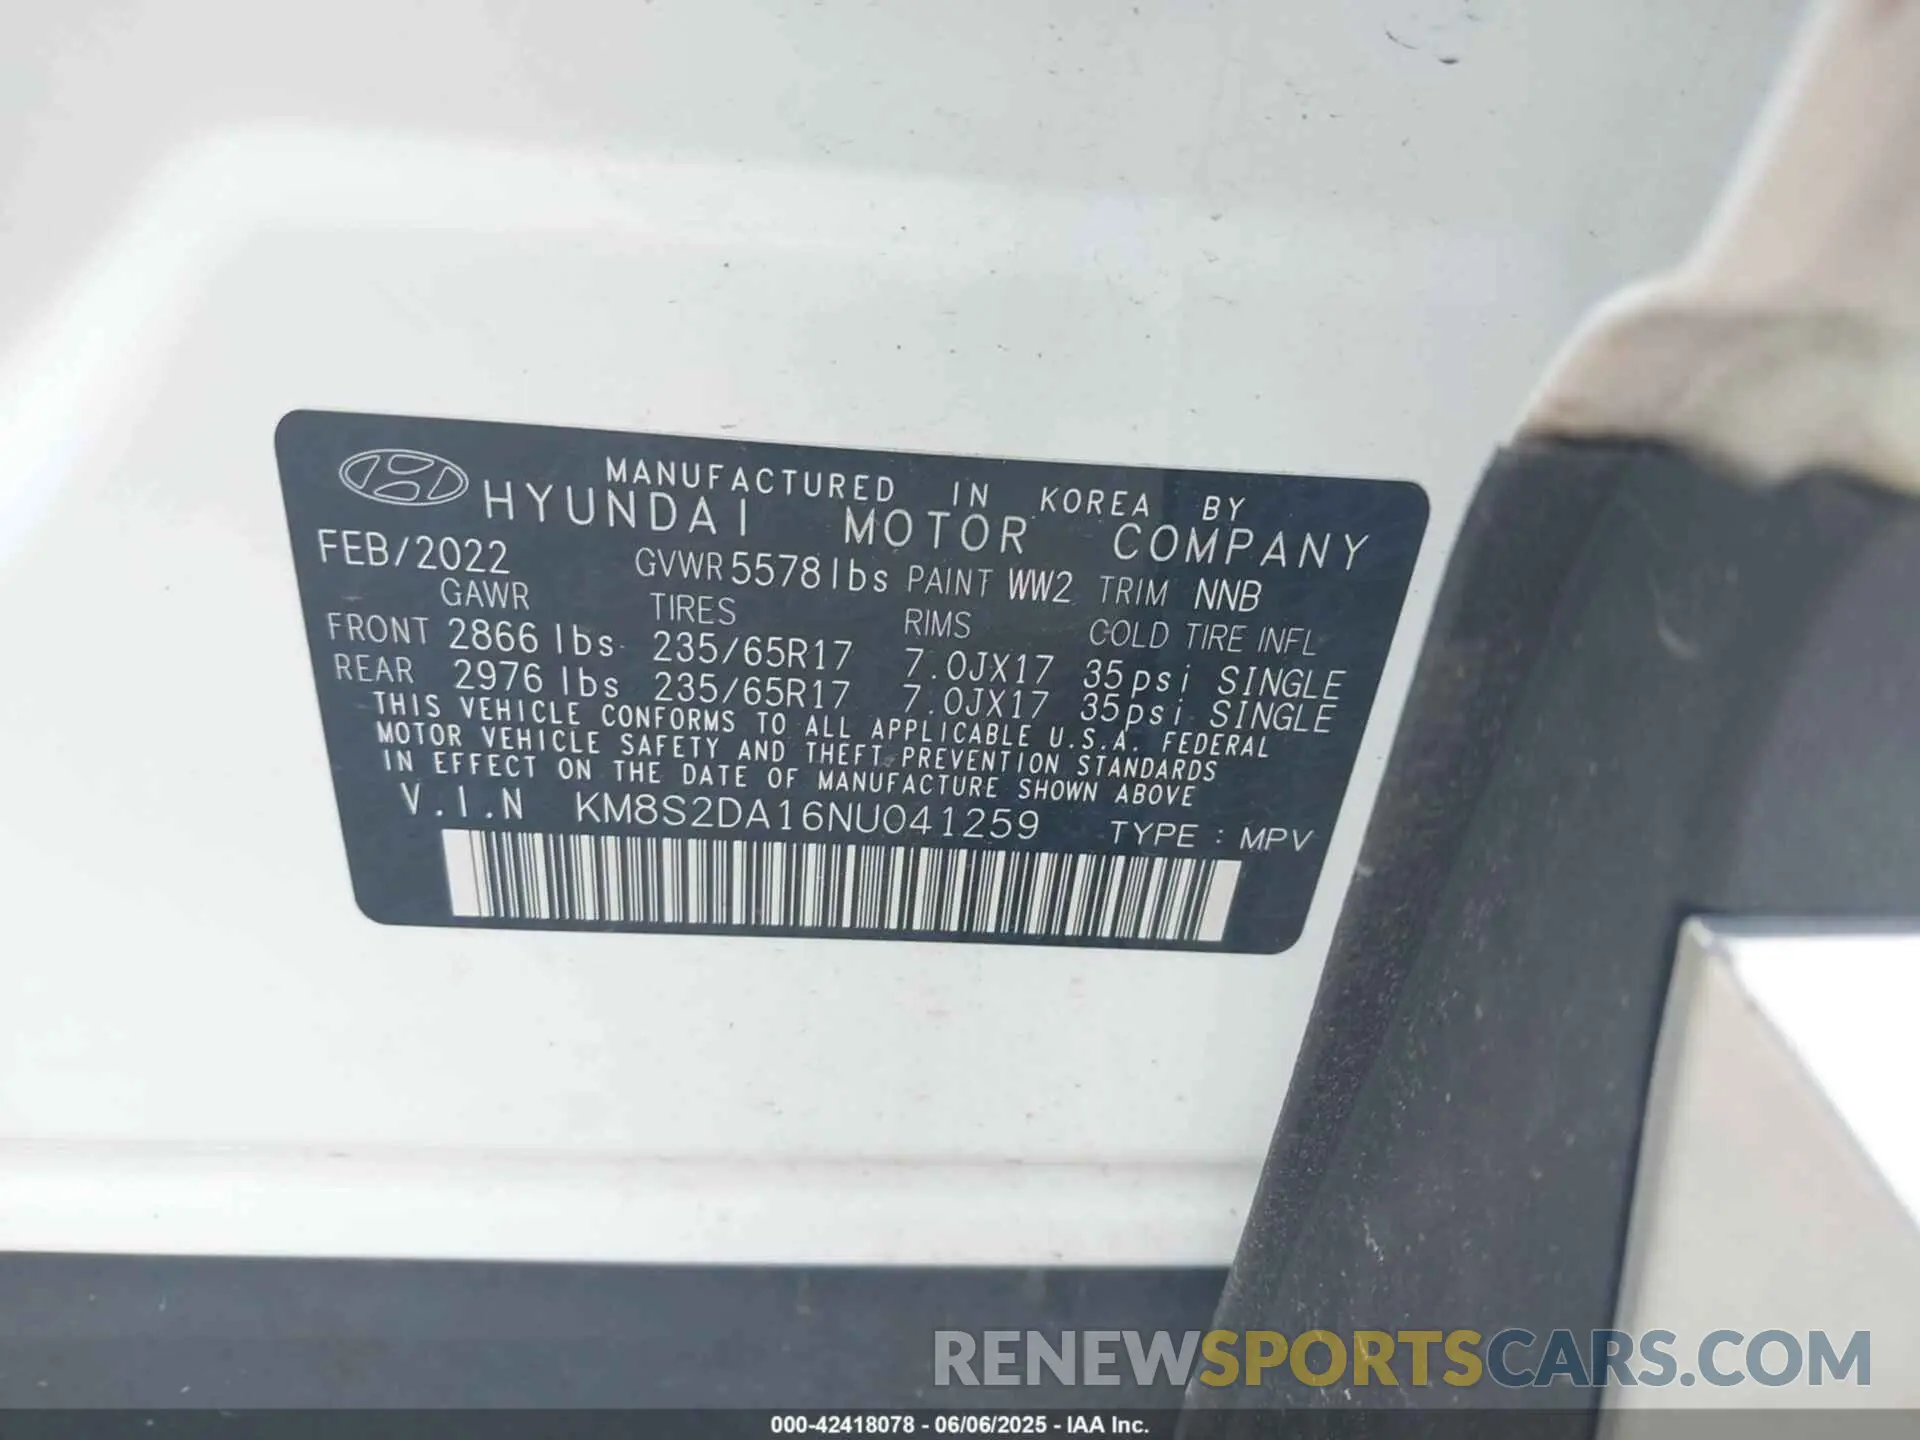 MANUFACTURED IN KOREA BY
HYUNDAI MOTOR COMPANY
FEB/2022 GVWR 5578lbs PAINT WW2 TRIM NNB
GAWR TIRES RIMS COLD TIRE INFL
FRONT 2866 lbs 235/65R17 7.0JX17 35psi SINGLE
REAR 2976 lbs 235/65R17 7.0JX17 35psi SINGLE
THIS VEHICLE CONFORMS TO ALL APPLICABLE U.S.A. FEDERAL
MOTOR VEHICLE SAFETY AND THEFT PREVENTION STANDARDS
IN EFFECT ON THE DATE OF MANUFACTURE SHOWN ABOVE
V.I.N KM8S2DA16NU041259 TYPE : MPV
RENEWSPORTSCARS.COM
000-42418078 - 06/06/2025 - IAA Inc.